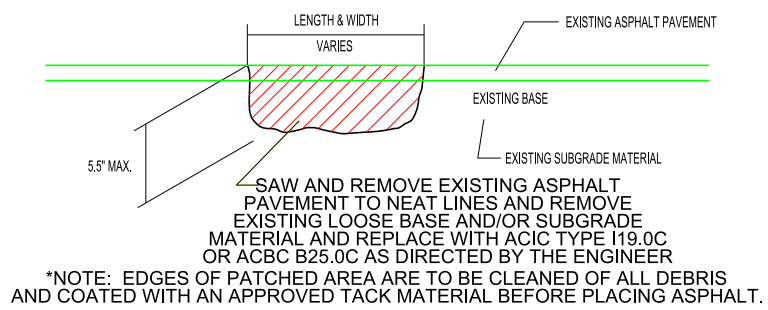 LENGTH & WIDTH
VARIES
EXISTING ASPHALT PAVEMENT
EXISTING BASE
EXISTING SUBGRADE MATERIAL
5.5" MAX.
SAW AND REMOVE EXISTING ASPHALT
PAVEMENT TO NEAT LINES AND REMOVE
EXISTING LOOSE BASE AND/OR SUBGRADE
MATERIAL AND REPLACE WITH ACIC TYPE I19.0C
OR ACBC B25.0C AS DIRECTED BY THE ENGINEER
*NOTE: EDGES OF PATCHED AREA ARE TO BE CLEANED OF ALL DEBRIS
AND COATED WITH AN APPROVED TACK MATERIAL BEFORE PLACING ASPHALT.